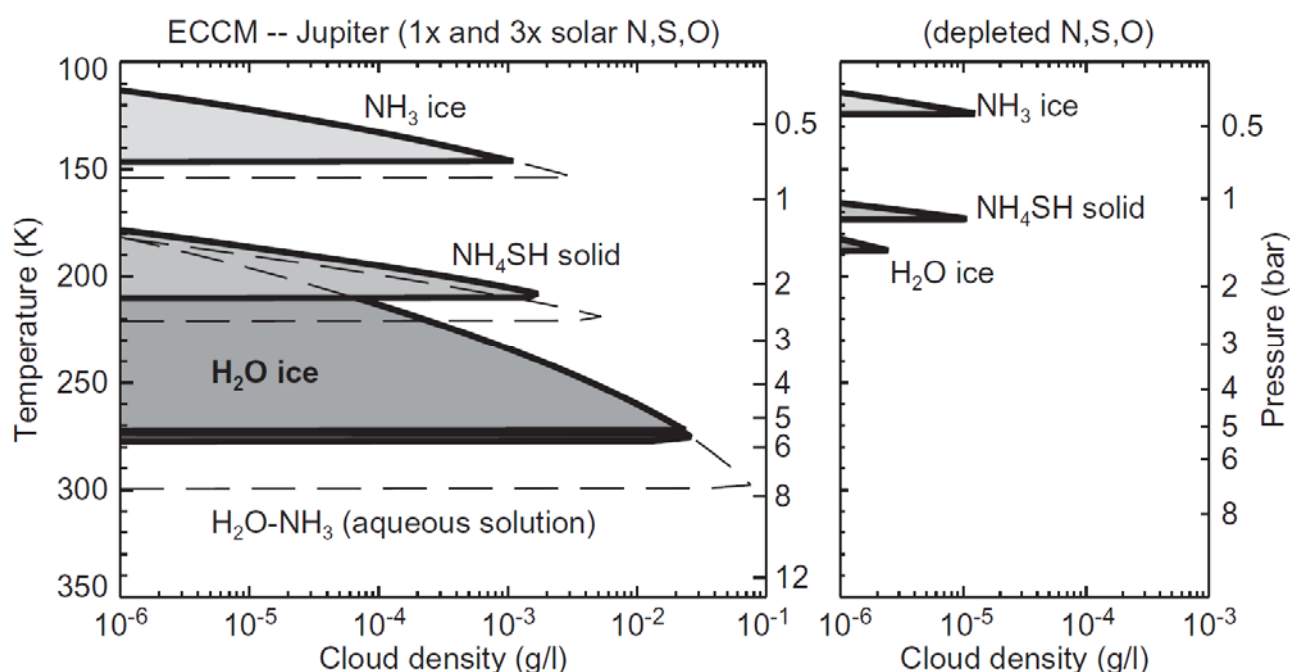 ECCM -- Jupiter (1x and 3x solar N,S,O)
(depleted N,S,O)
100
150
200
250
300
350
Temperature (K)
NH₃ ice
NH₄SH solid
H₂O ice
H₂O-NH₃ (aqueous solution)
0.5
1
2
3
4
5
6
8
12
10⁻⁶
10⁻⁵
10⁻⁴
10⁻³
10⁻²
10⁻¹
Cloud density (g/l)
NH₃ ice
NH₄SH solid
H₂O ice
0.5
1
2
3
4
5
6
8
Pressure (bar)
10⁻⁶
10⁻⁵
10⁻⁴
10⁻³
Cloud density (g/l)